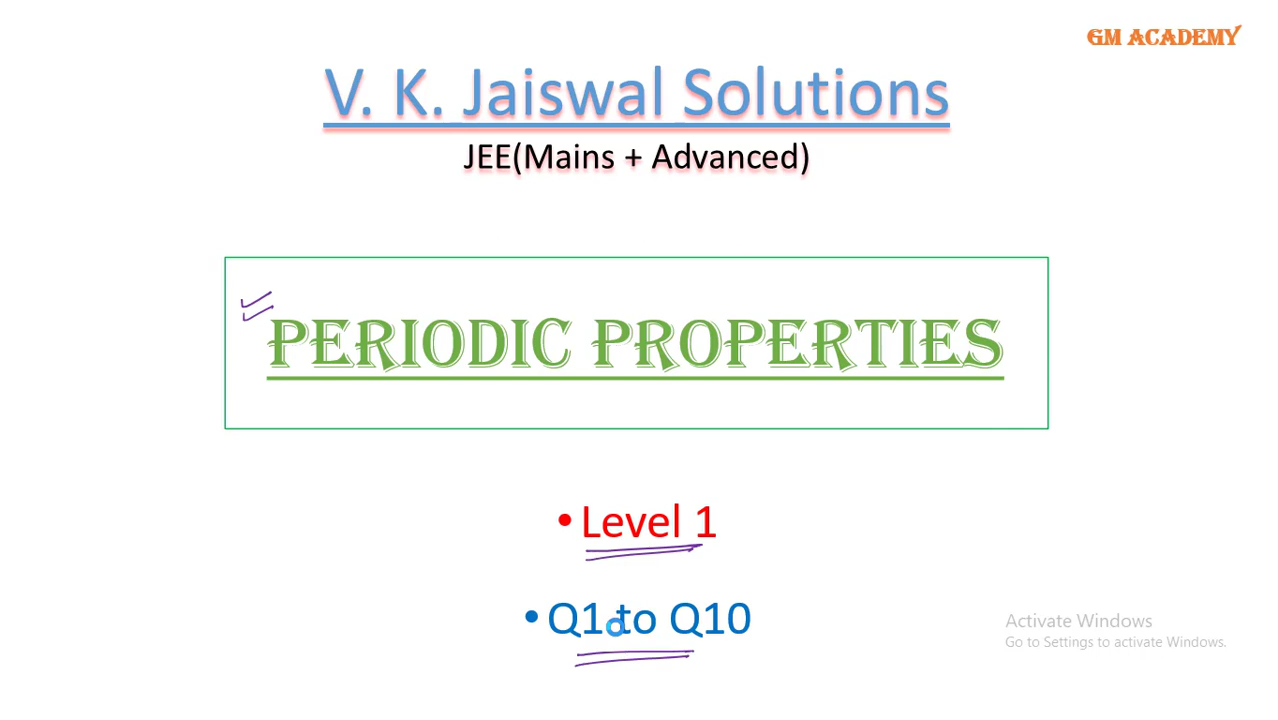 GM ACADEMY
V. K. Jaiswal Solutions
JEE(Mains + Advanced)
PERIODIC PROPERTIES
•Level 1
•Q1 to Q10
Activate Windows
Go to Settings to activate Windows.